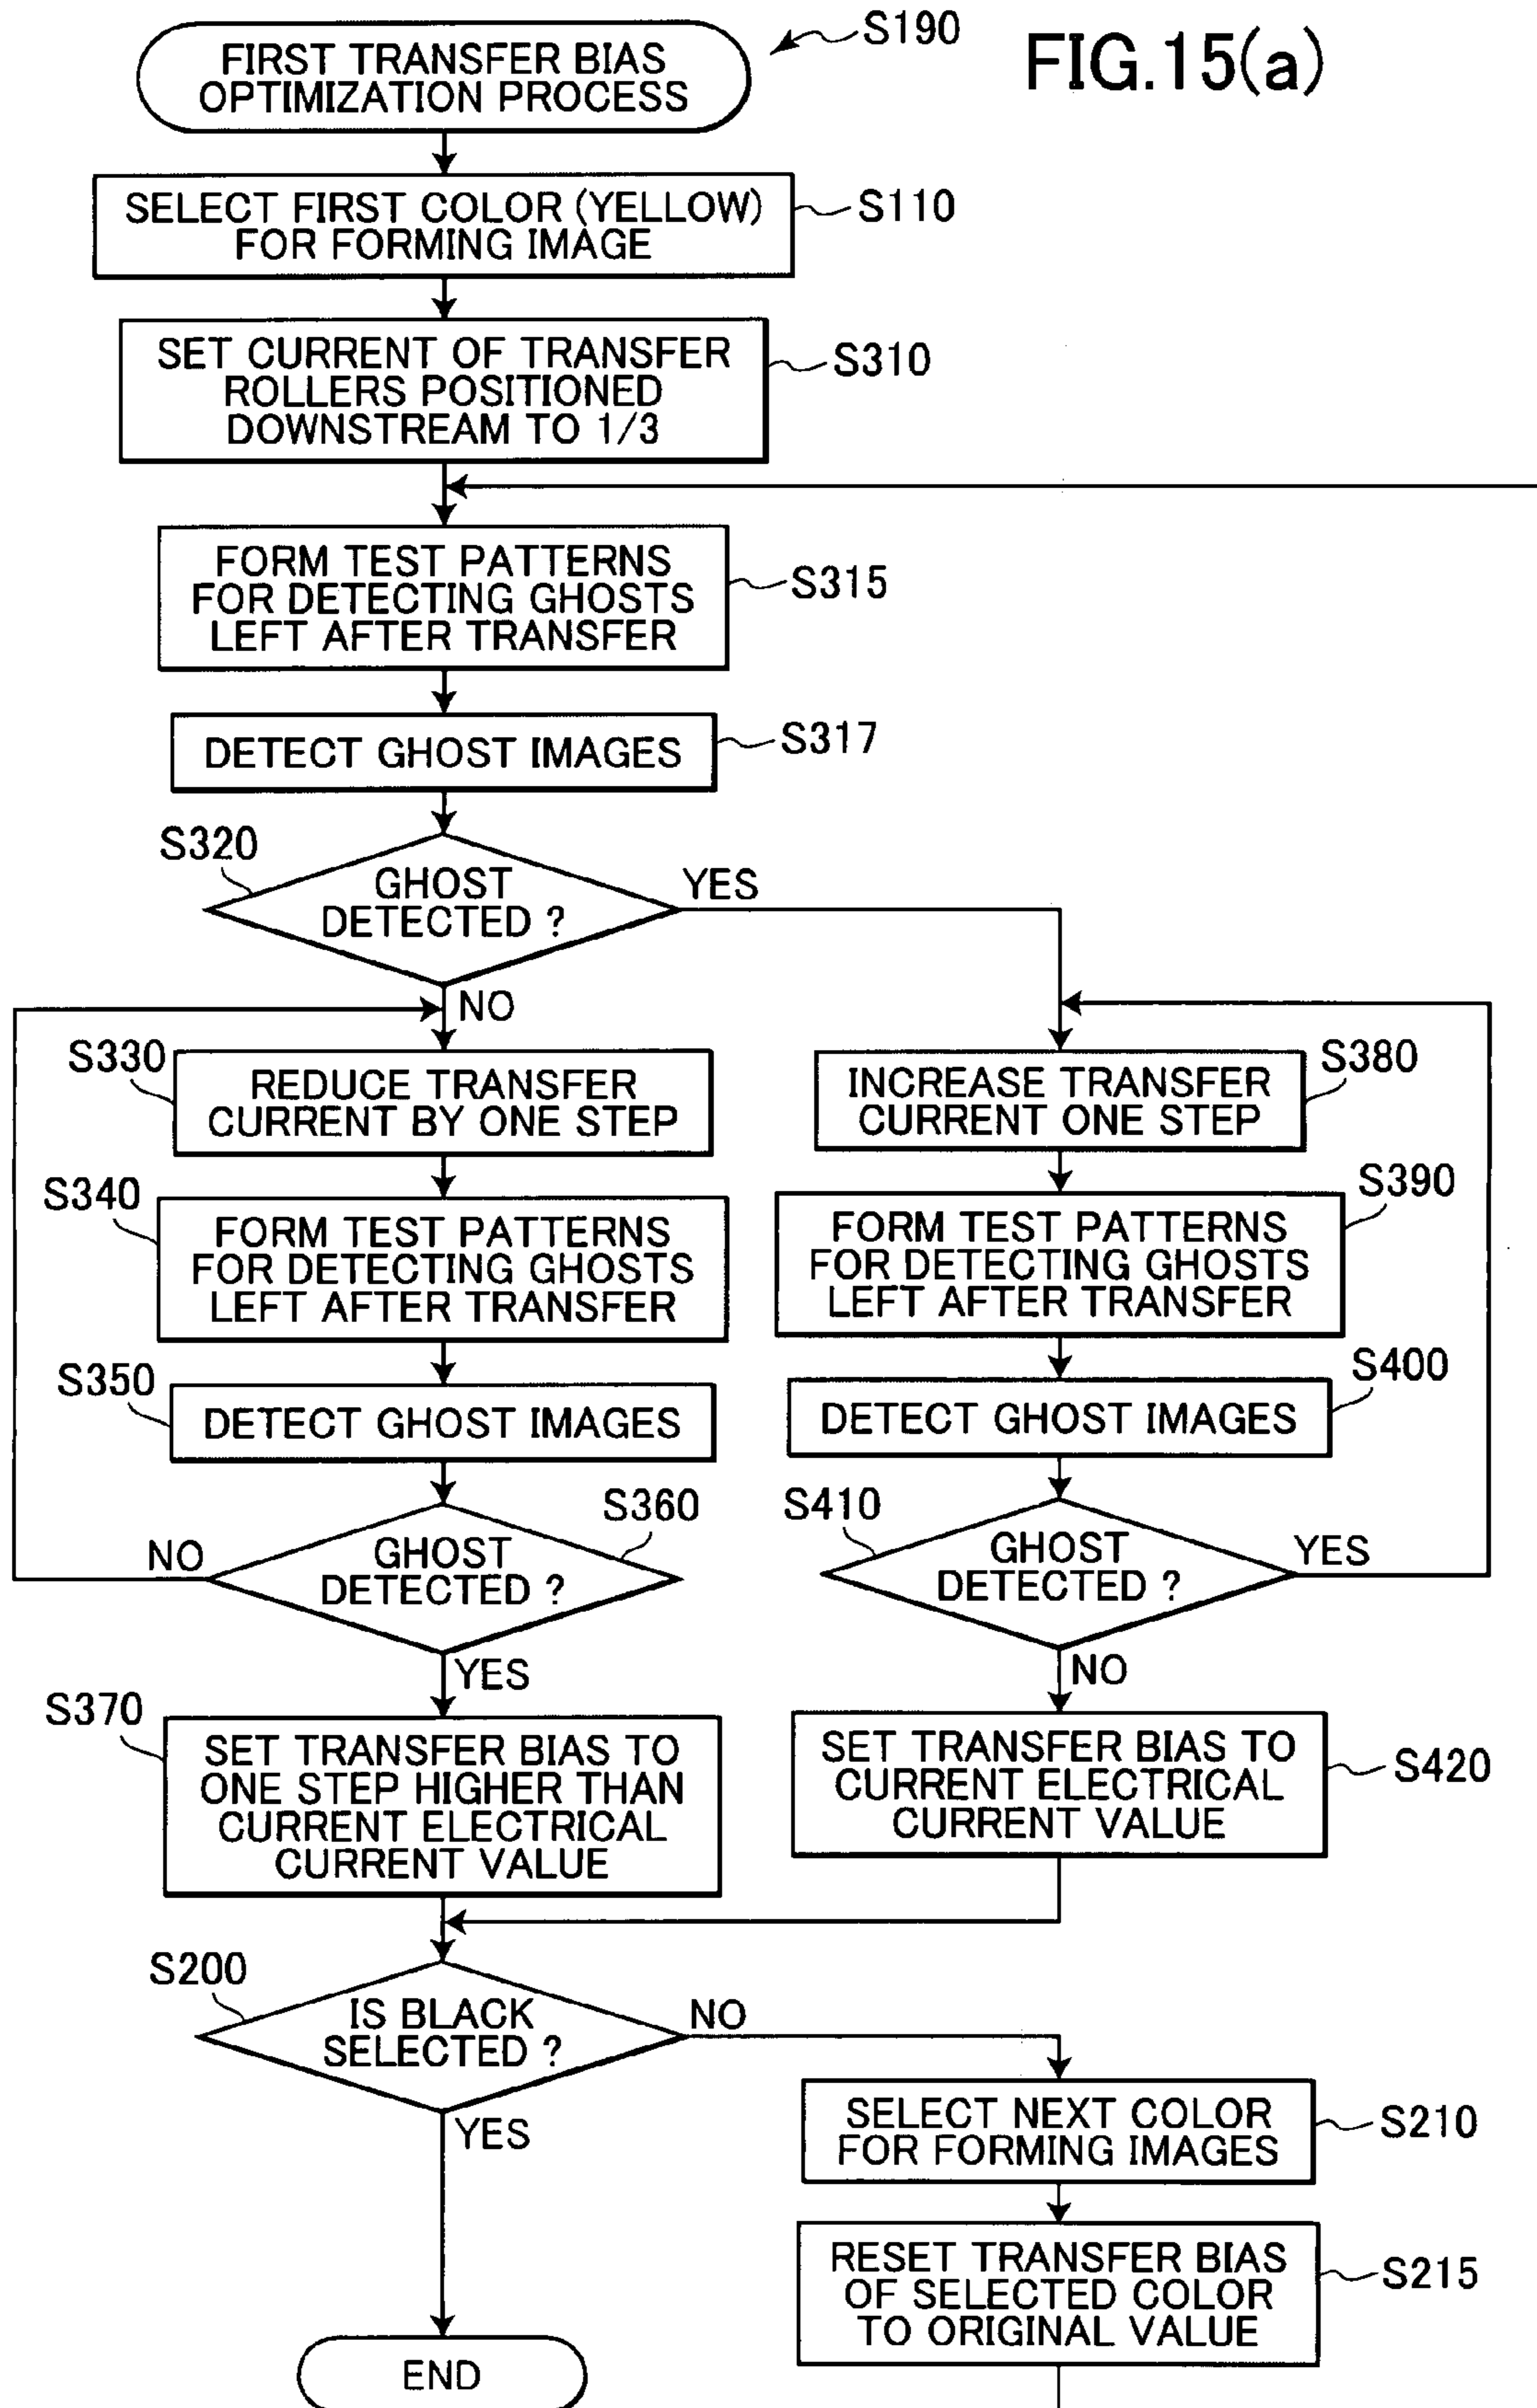 FIG.15(a)
S190
FIRST TRANSFER BIAS
OPTIMIZATION PROCESS
SELECT FIRST COLOR (YELLOW)
FOR FORMING IMAGE
S110
SET CURRENT OF TRANSFER
ROLLERS POSITIONED
DOWNSTREAM TO 1/3
S310
FORM TEST PATTERNS
FOR DETECTING GHOSTS
LEFT AFTER TRANSFER
S315
DETECT GHOST IMAGES
S317
S320
GHOST
DETECTED ?
YES
NO
S330
REDUCE TRANSFER
CURRENT BY ONE STEP
S340
FORM TEST PATTERNS
FOR DETECTING GHOSTS
LEFT AFTER TRANSFER
S350
DETECT GHOST IMAGES
S360
GHOST
DETECTED ?
NO
YES
S370
SET TRANSFER BIAS TO
ONE STEP HIGHER THAN
CURRENT ELECTRICAL
CURRENT VALUE
INCREASE TRANSFER
CURRENT ONE STEP
S380
S390
FORM TEST PATTERNS
FOR DETECTING GHOSTS
LEFT AFTER TRANSFER
S400
DETECT GHOST IMAGES
S410
GHOST
DETECTED ?
YES
NO
SET TRANSFER BIAS TO
CURRENT ELECTRICAL
CURRENT VALUE
S420
S200
IS BLACK
SELECTED ?
NO
YES
SELECT NEXT COLOR
FOR FORMING IMAGES
S210
RESET TRANSFER BIAS
OF SELECTED COLOR
TO ORIGINAL VALUE
S215
END